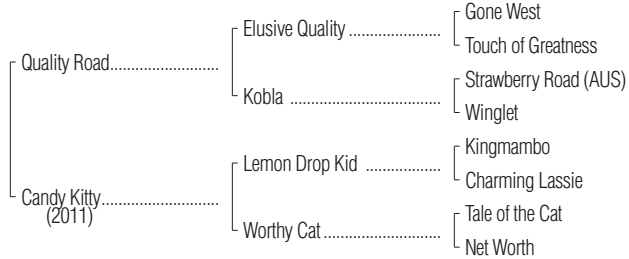 Gone West
Elusive Quality
Touch of Greatness
Quality Road
Strawberry Road (AUS)
Kobla
Winglet
Kingmambo
Lemon Drop Kid
Charming Lassie
Candy Kitty
(2011)
Tale of the Cat
Worthy Cat
Net Worth